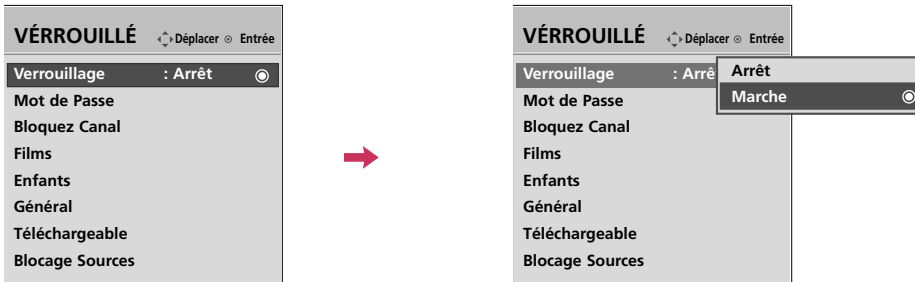 VÉRROUILLÉ Déplacer Entrée
Verrouillage : Arrêt
Mot de Passe
Bloquez Canal
Films
Enfants
Général
Téléchargeable
Blocage Sources
VÉRROUILLÉ Déplacer Entrée
Verrouillage : Arrê
Arrêt
Marche
Mot de Passe
Bloquez Canal
Films
Enfants
Général
Téléchargeable
Blocage Sources